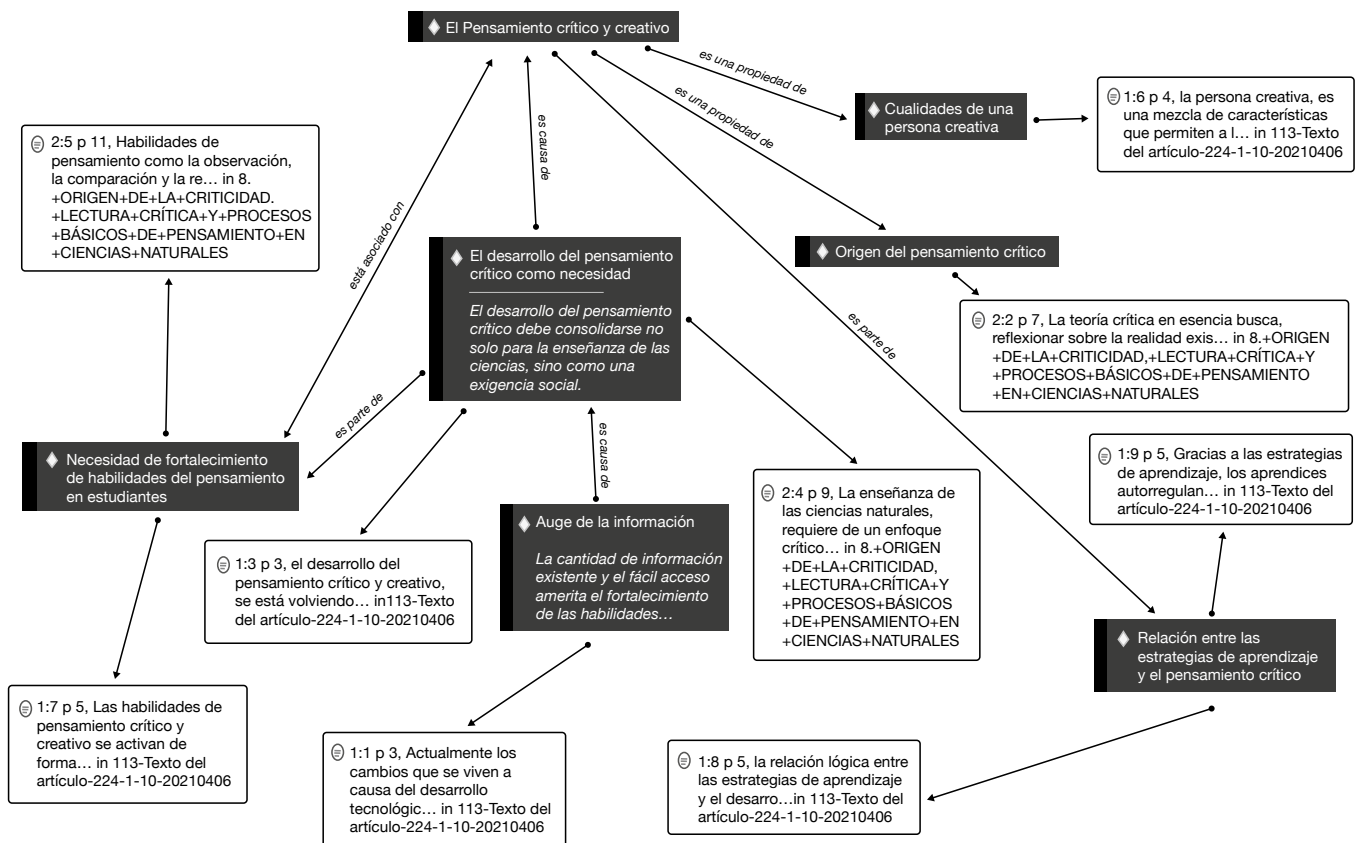 El Pensamiento crítico y creativo
es una propiedad de
Cualidades de una
persona creativa
1:6 p 4, la persona creativa, es
una mezcla de características
que permiten a l... in 113-Texto
del artículo-224-1-10-20210406
es una propiedad de
es causa de
2:5 p 11, Habilidades de
pensamiento como la observación,
la comparación y la re... in 8.
+ORIGEN+DE+LA+CRITICIDAD.
+LECTURA+CRÍTICA+Y+PROCESOS
+BÁSICOS+DE+PENSAMIENTO+EN
+CIENCIAS+NATURALES
está asociado con
El desarrollo del pensamiento
crítico como necesidad
El desarrollo del pensamiento
crítico debe consolidarse no
solo para la enseñanza de las
ciencias, sino como una
exigencia social.
Origen del pensamiento crítico
2:2 p 7, La teoría crítica en esencia busca,
reflexionar sobre la realidad exis... in 8.+ORIGEN
+DE+LA+CRITICIDAD,+LECTURA+CRÍTICA+Y
+PROCESOS+BÁSICOS+DE+PENSAMIENTO
+EN+CIENCIAS+NATURALES
es parte de
es parte de
es causa de
Necesidad de fortalecimiento
de habilidades del pensamiento
en estudiantes
1:9 p 5, Gracias a las estrategias
de aprendizaje, los aprendices
autorregulan... in 113-Texto del
artículo-224-1-10-20210406
2:4 p 9, La enseñanza de
las ciencias naturales,
requiere de un enfoque
crítico... in 8.+ORIGEN
+DE+LA+CRITICIDAD,
+LECTURA+CRÍTICA+Y
+PROCESOS+BÁSICOS
+DE+PENSAMIENTO+EN
+CIENCIAS+NATURALES
Auge de la información
La cantidad de información
existente y el fácil acceso
amerita el fortalecimiento
de las habilidades...
1:3 p 3, el desarrollo del
pensamiento crítico y creativo,
se está volviendo... in113-Texto
del artículo-224-1-10-20210406
Relación entre las
estrategias de aprendizaje
y el pensamiento crítico
1:7 p 5, Las habilidades de
pensamiento crítico y
creativo se activan de
forma... in 113-Texto del
artículo-224-1-10-20210406
1:1 p 3, Actualmente los
cambios que se viven a
causa del desarrollo
tecnológic... in 113-Texto del
artículo-224-1-10-20210406
1:8 p 5, la relación lógica entre
las estrategias de aprendizaje
y el desarro...in 113-Texto del
artículo-224-1-10-20210406